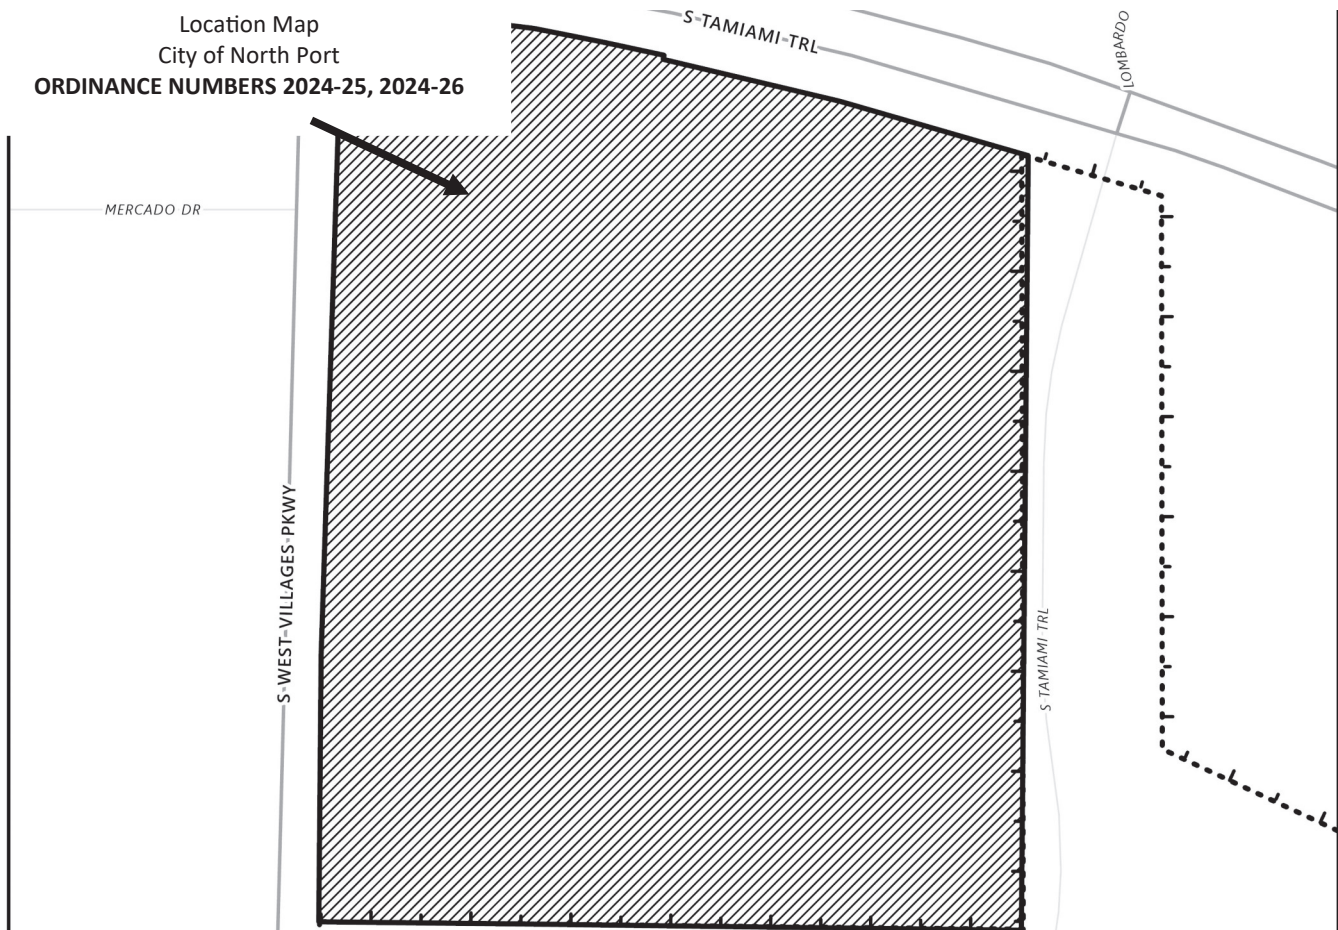 Location Map
City of North Port
ORDINANCE NUMBERS 2024-25, 2024-26
S TAMIAMI TRL
LOMBARDO
MERCADO DR
S WEST VILLAGES PKWY
S TAMIAMI TRL